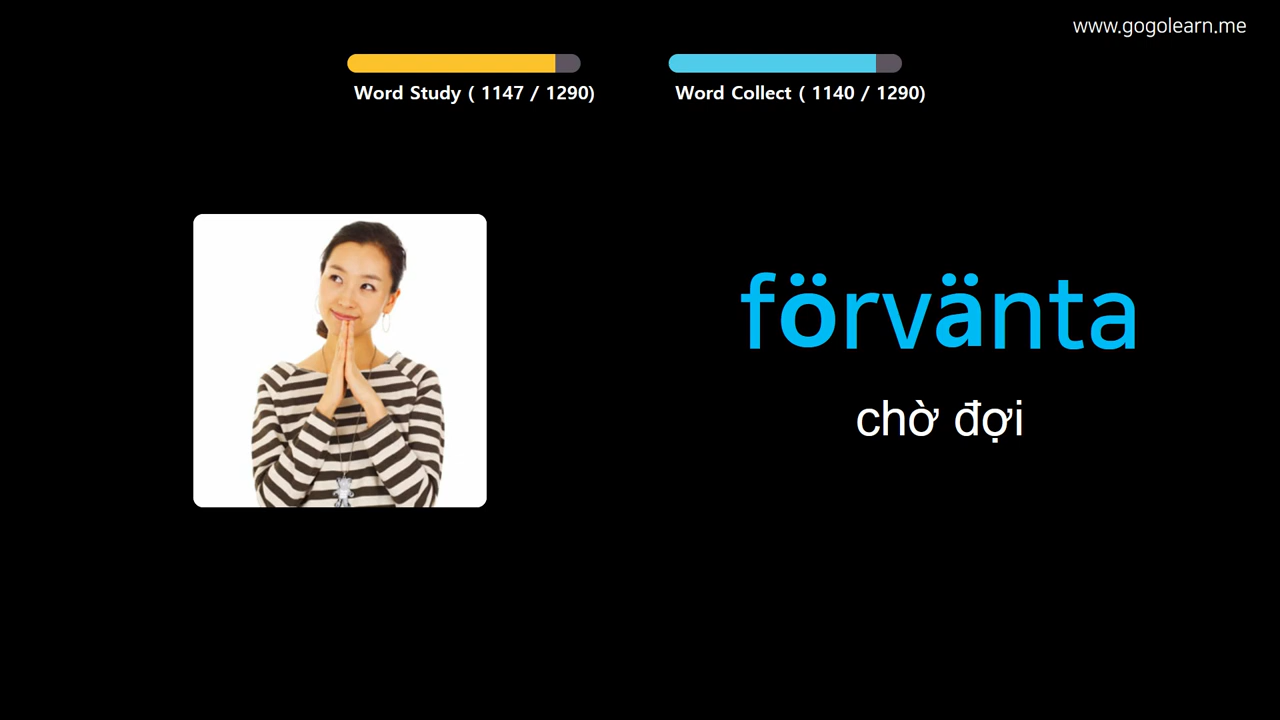 www.gogolearn.me
Word Study ( 1147 / 1290)
Word Collect ( 1140 / 1290)
förvänta
chờ đợi